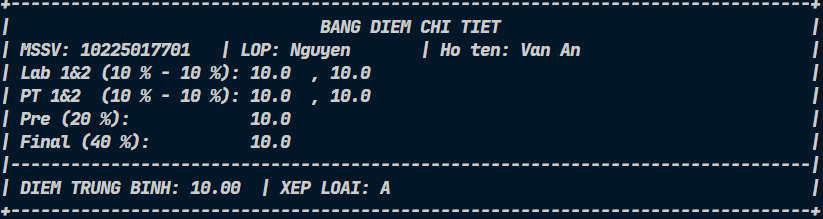 +--------------------------------------------------------------------------------+
|                               BANG DIEM CHI TIET                               |
| MSSV: 10225017701   | LOP: Nguyen       | Ho ten: Van An                       |
| Lab 1&2 (10 % - 10 %): 10.0  , 10.0                                            |
| PT 1&2  (10 % - 10 %): 10.0  , 10.0                                            |
| Pre (20 %):            10.0                                                    |
| Final (40 %):          10.0                                                    |
|--------------------------------------------------------------------------------|
| DIEM TRUNG BINH: 10.00  | XEP LOAI: A                                          |
+--------------------------------------------------------------------------------+